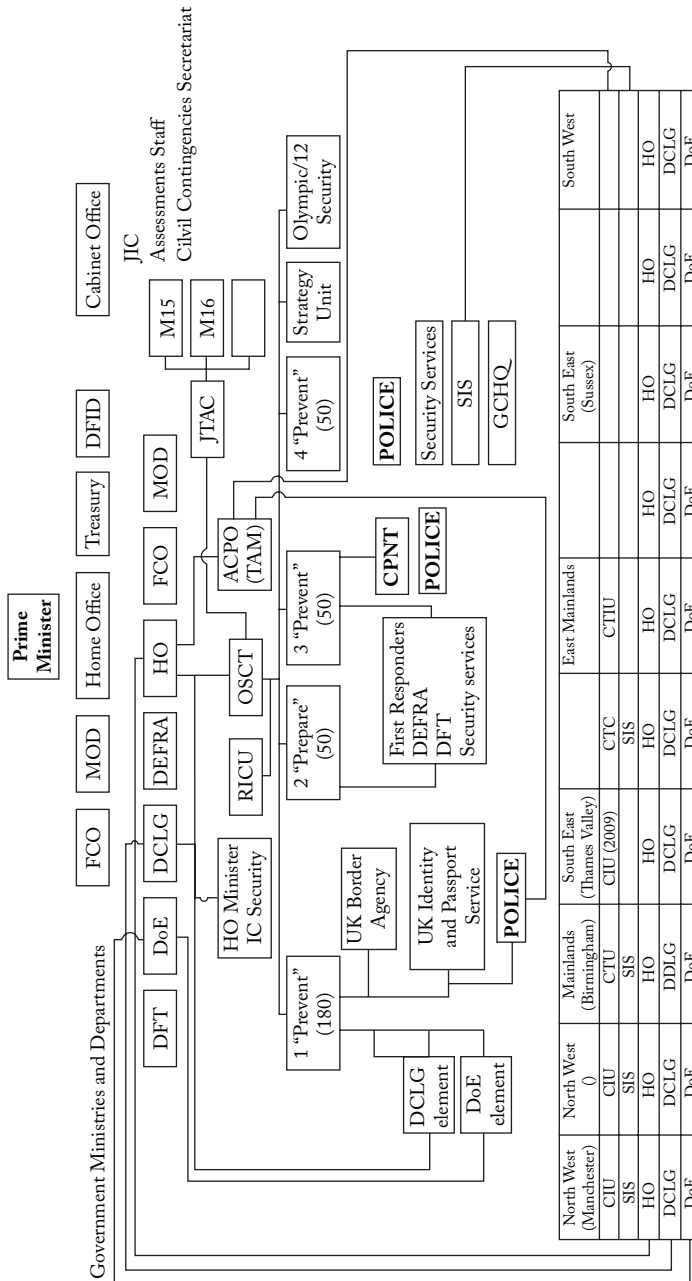 Prime
Minister
Government Ministries and Departments
FCO
MOD
Home Office
Treasury
DFID
Cabinet Office
JIC
Assessments Staff
Cilvil Contingencies Secretariat
DFT
DoE
DCLG
DEFRA
HO
FCO
MOD
M15
M16
JTAC
HO Minister
IC Security
RICU
OSCT
ACPO
(TAM)
1 “Prevent”
(180)
2 “Prepare”
(50)
3 “Prevent”
(50)
4 “Prevent”
(50)
Strategy
Unit
Olympic/12
Security
DCLG
element
DoE
element
UK Border
Agency
UK Identity
and Passport
Service
POLICE
First Responders
DEFRA
DFT
Security services
CPNT
POLICE
POLICE
Security Services
SIS
GCHQ
North West
(Manchester)
North West
()
Mainlands
(Birmingham)
South East
(Thames Valley)
East Mainlands
South East
(Sussex)
South West
CIU
CIU
CTU
CIU (2009)
CTC
CTIU
SIS
SIS
SIS
SIS
HO
HO
HO
HO
HO
HO
HO
HO
HO
HO
DCLG
DCLG
DDLG
DCLG
DCLG
DCLG
DCLG
DCLG
DCLG
DCLG
DoE
DoE
DoE
DoE
DoE
DoE
DoE
DoE
DoE
DoE